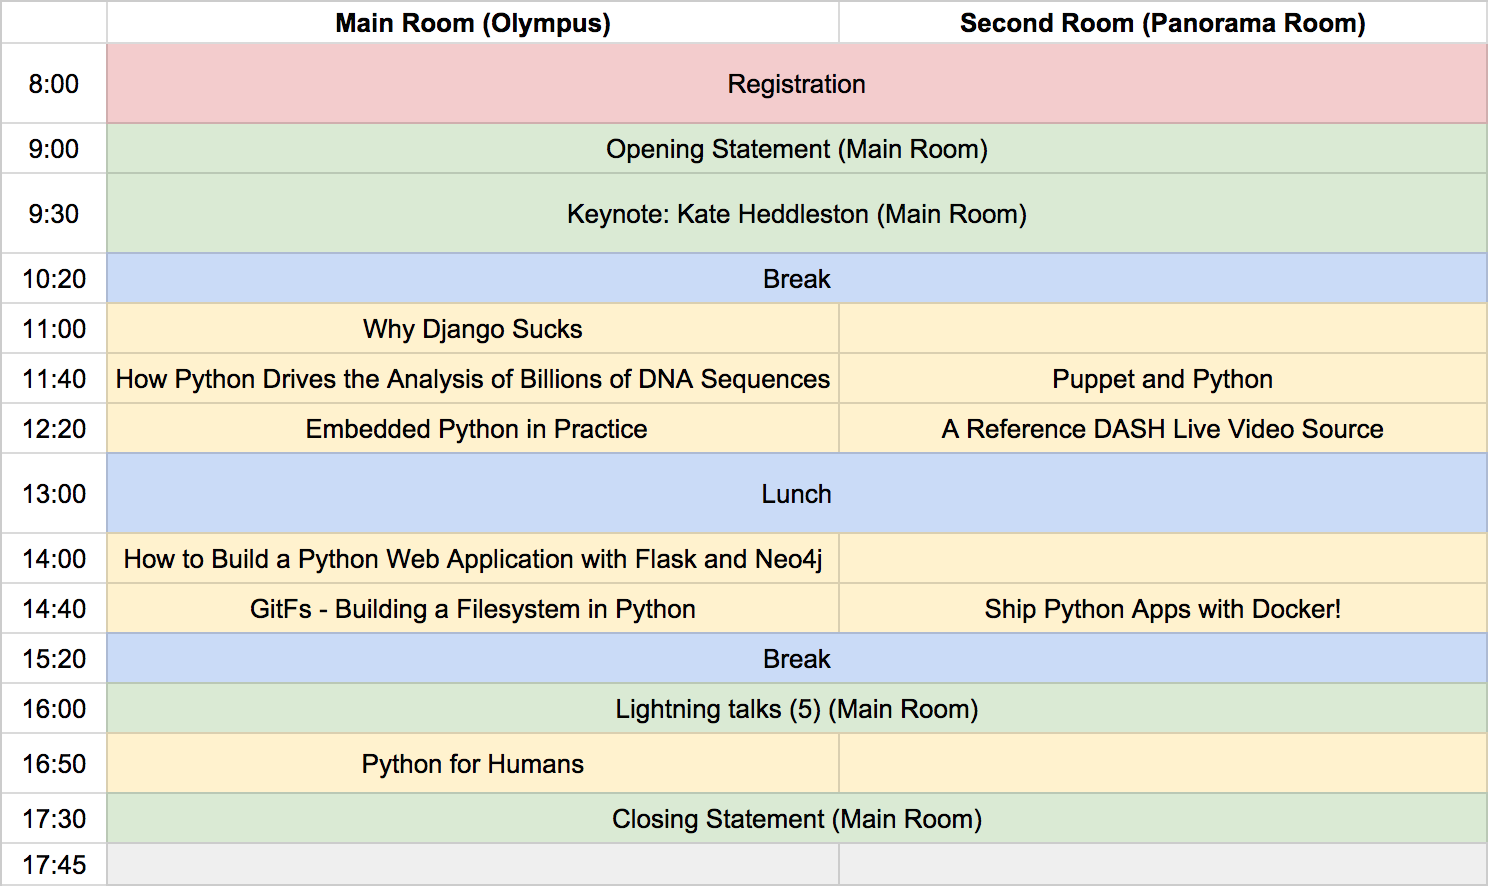 Main Room (Olympus) Second Room (Panorama Room)
8:00 Registration
9:00 Opening Statement (Main Room)
9:30 Keynote: Kate Heddleston (Main Room)
10:20 Break
11:00 Why Django Sucks
11:40 How Python Drives the Analysis of Billions of DNA Sequences Puppet and Python
12:20 Embedded Python in Practice A Reference DASH Live Video Source
13:00 Lunch
14:00 How to Build a Python Web Application with Flask and Neo4j
14:40 GitFs - Building a Filesystem in Python Ship Python Apps with Docker!
15:20 Break
16:00 Lightning talks (5) (Main Room)
16:50 Python for Humans
17:30 Closing Statement (Main Room)
17:45